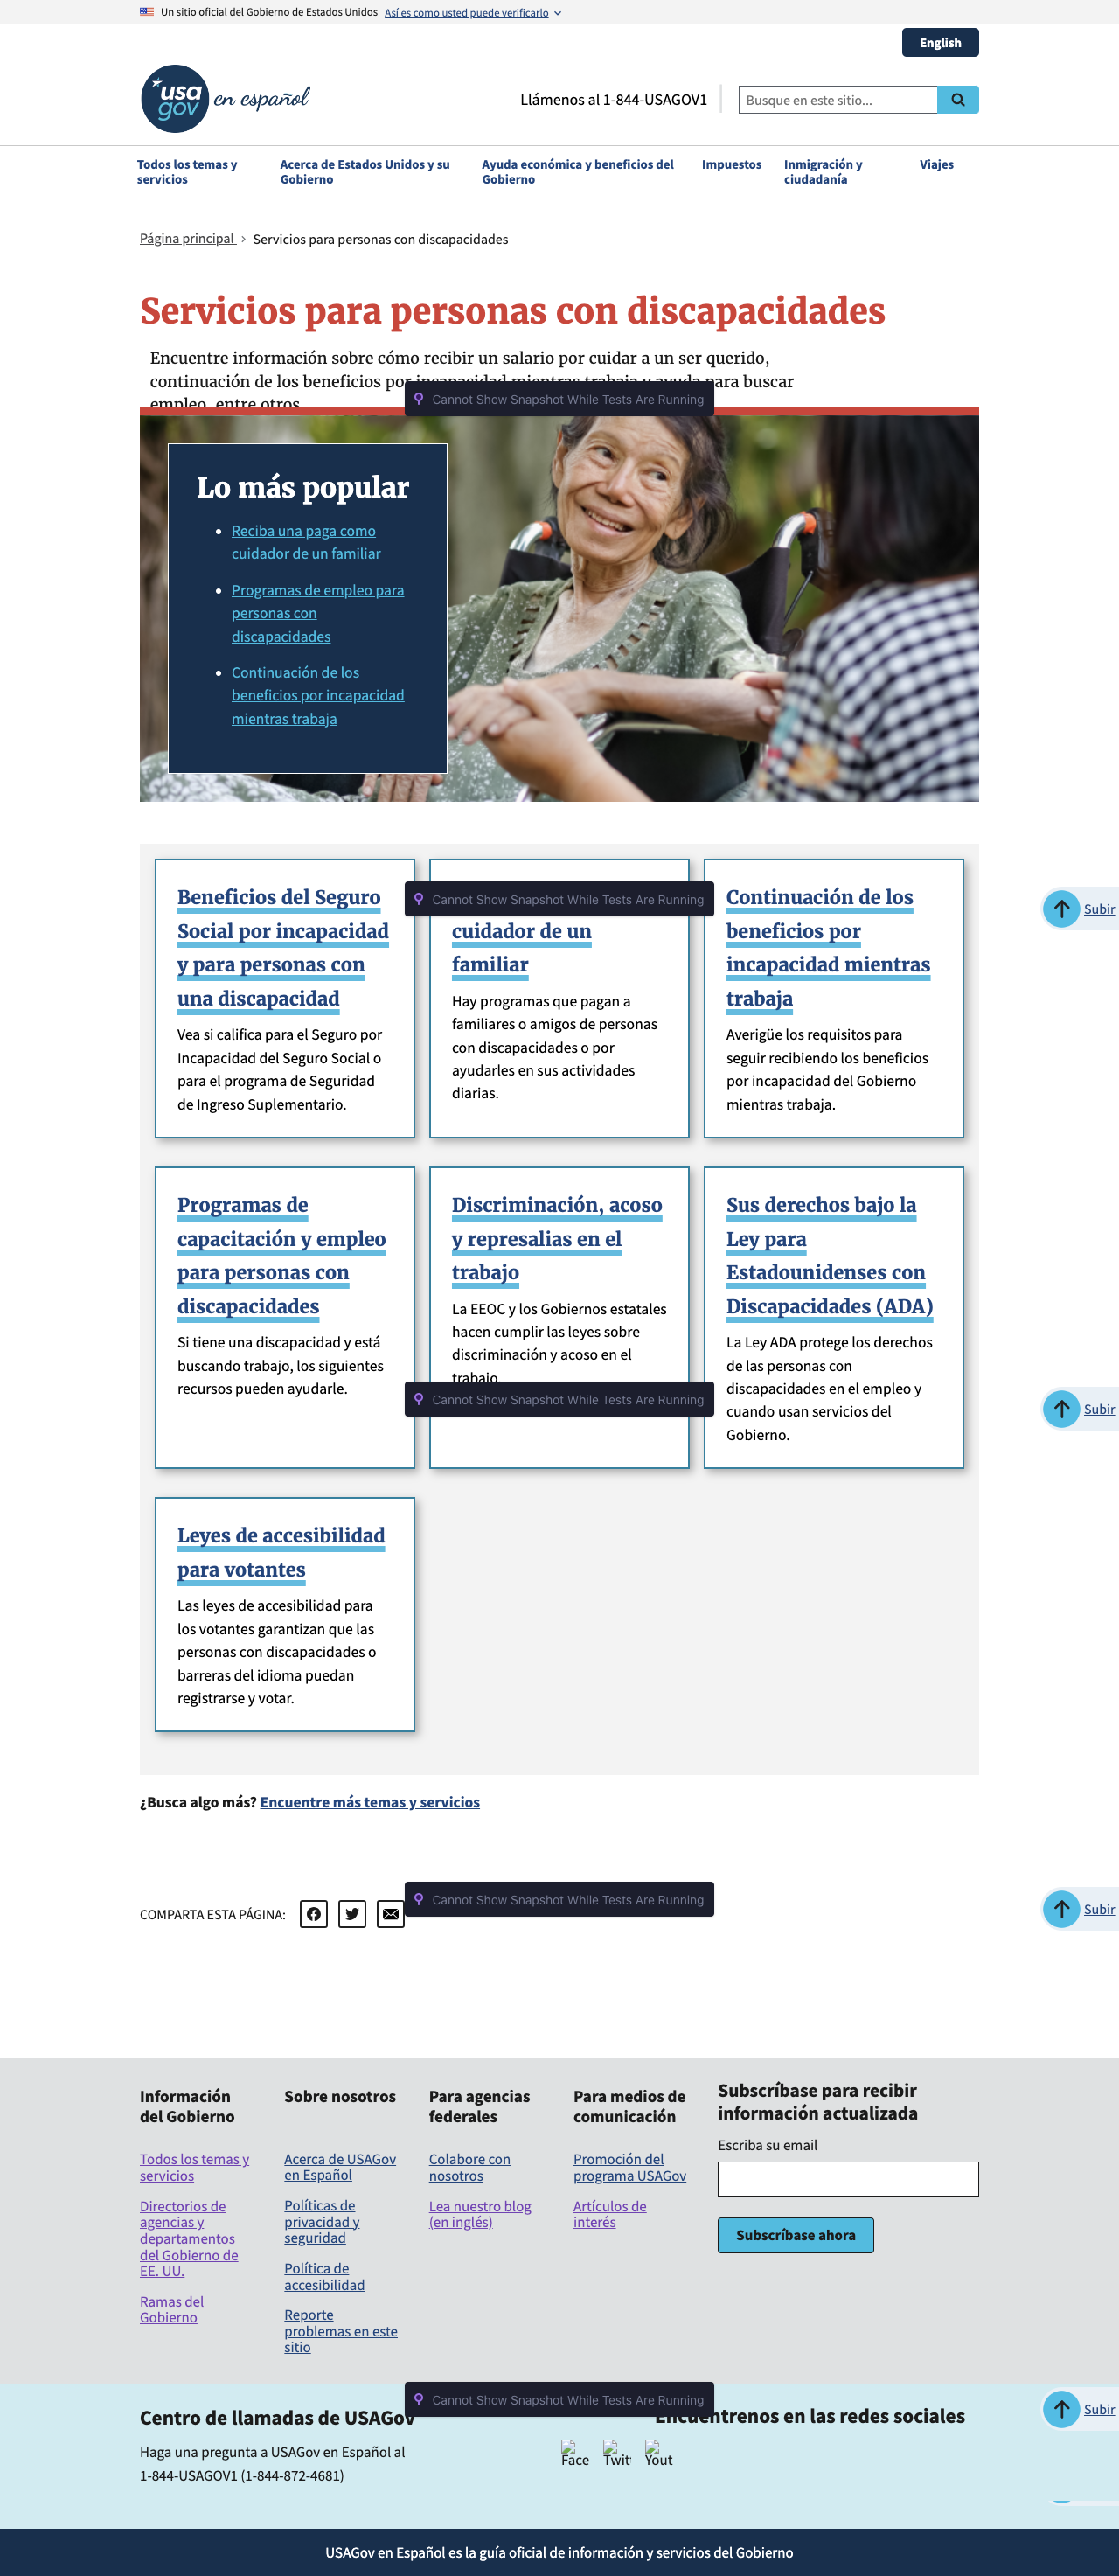 Un sitio oficial del Gobierno de Estados Unidos Así es como usted puede verificarlo
English
usa
gov en español
Llámenos al 1-844-USAGOV1
Busque en este sitio...
Todos los temas y
servicios
Acerca de Estados Unidos y su
Gobierno
Ayuda económica y beneficios del
Gobierno
Impuestos
Inmigración y
ciudadanía
Viajes
Página principal > Servicios para personas con discapacidades
Servicios para personas con discapacidades
Encuentre información sobre cómo recibir un salario por cuidar a un ser querido,
continuación de los beneficios por incapacidad mientras trabaja y ayuda para buscar
empleo, entre otros
Cannot Show Snapshot While Tests Are Running
Lo más popular
Reciba una paga como
cuidador de un familiar
Programas de empleo para
personas con
discapacidades
Continuación de los
beneficios por incapacidad
mientras trabaja
Beneficios del Seguro
Social por incapacidad
y para personas con
una discapacidad
Vea si califica para el Seguro por
Incapacidad del Seguro Social o
para el programa de Seguridad
de Ingreso Suplementario.
Cannot Show Snapshot While Tests Are Running
cuidador de un
familiar
Hay programas que pagan a
familiares o amigos de personas
con discapacidades o por
ayudarles en sus actividades
diarias.
Continuación de los
beneficios por
incapacidad mientras
trabaja
Averigüe los requisitos para
seguir recibiendo los beneficios
por incapacidad del Gobierno
mientras trabaja.
Subir
Programas de
capacitación y empleo
para personas con
discapacidades
Si tiene una discapacidad y está
buscando trabajo, los siguientes
recursos pueden ayudarle.
Discriminación, acoso
y represalias en el
trabajo
La EEOC y los Gobiernos estatales
hacen cumplir las leyes sobre
discriminación y acoso en el
trabajo
Cannot Show Snapshot While Tests Are Running
Sus derechos bajo la
Ley para
Estadounidenses con
Discapacidades (ADA)
La Ley ADA protege los derechos
de las personas con
discapacidades en el empleo y
cuando usan servicios del
Gobierno.
Subir
Leyes de accesibilidad
para votantes
Las leyes de accesibilidad para
los votantes garantizan que las
personas con discapacidades o
barreras del idioma puedan
registrarse y votar.
¿Busca algo más? Encuentre más temas y servicios
COMPARTA ESTA PÁGINA:
Cannot Show Snapshot While Tests Are Running
Subir
Información
del Gobierno
Todos los temas y
servicios
Directorios de
agencias y
departamentos
del Gobierno de
EE. UU.
Ramas del
Gobierno
Sobre nosotros
Acerca de USAGov
en Español
Políticas de
privacidad y
seguridad
Política de
accesibilidad
Reporte
problemas en este
sitio
Para agencias
federales
Colabore con
nosotros
Lea nuestro blog
(en inglés)
Para medios de
comunicación
Promoción del
programa USAGov
Artículos de
interés
Subscríbase para recibir
información actualizada
Escriba su email
Subscríbase ahora
Cannot Show Snapshot While Tests Are Running
Centro de llamadas de USAGov
Haga una pregunta a USAGov en Español al
1-844-USAGOV1 (1-844-872-4681)
Encuéntrenos en las redes sociales
Face Twitt Yout
Subir
USAGov en Español es la guía oficial de información y servicios del Gobierno